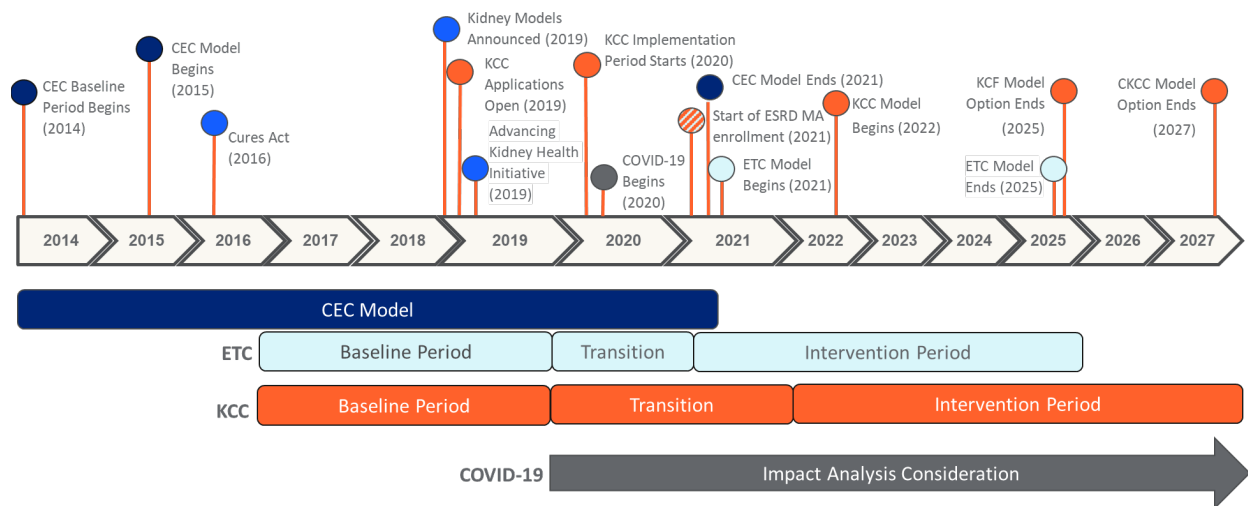 CEC Baseline
Period Begins
(2014)
CEC Model
Begins
(2015)
Cures Act
(2016)
Kidney Models
Announced (2019)
KCC
Applications
Open (2019)
Advancing
Kidney Health
Initiative
(2019)
KCC Implementation
Period Starts (2020)
COVID-19
Begins
(2020)
CEC Model Ends (2021)
Start of ESRD MA
enrollment (2021)
ETC Model
Begins (2021)
KCC Model
Begins (2022)
KCF Model
Option Ends
(2025)
ETC Model
Ends (2025)
CKCC Model
Option Ends
(2027)
2014 2015 2016 2017 2018 2019 2020 2021 2022 2023 2024 2025 2026 2027
CEC Model
ETC Baseline Period Transition Intervention Period
KCC Baseline Period Transition Intervention Period
COVID-19 Impact Analysis Consideration